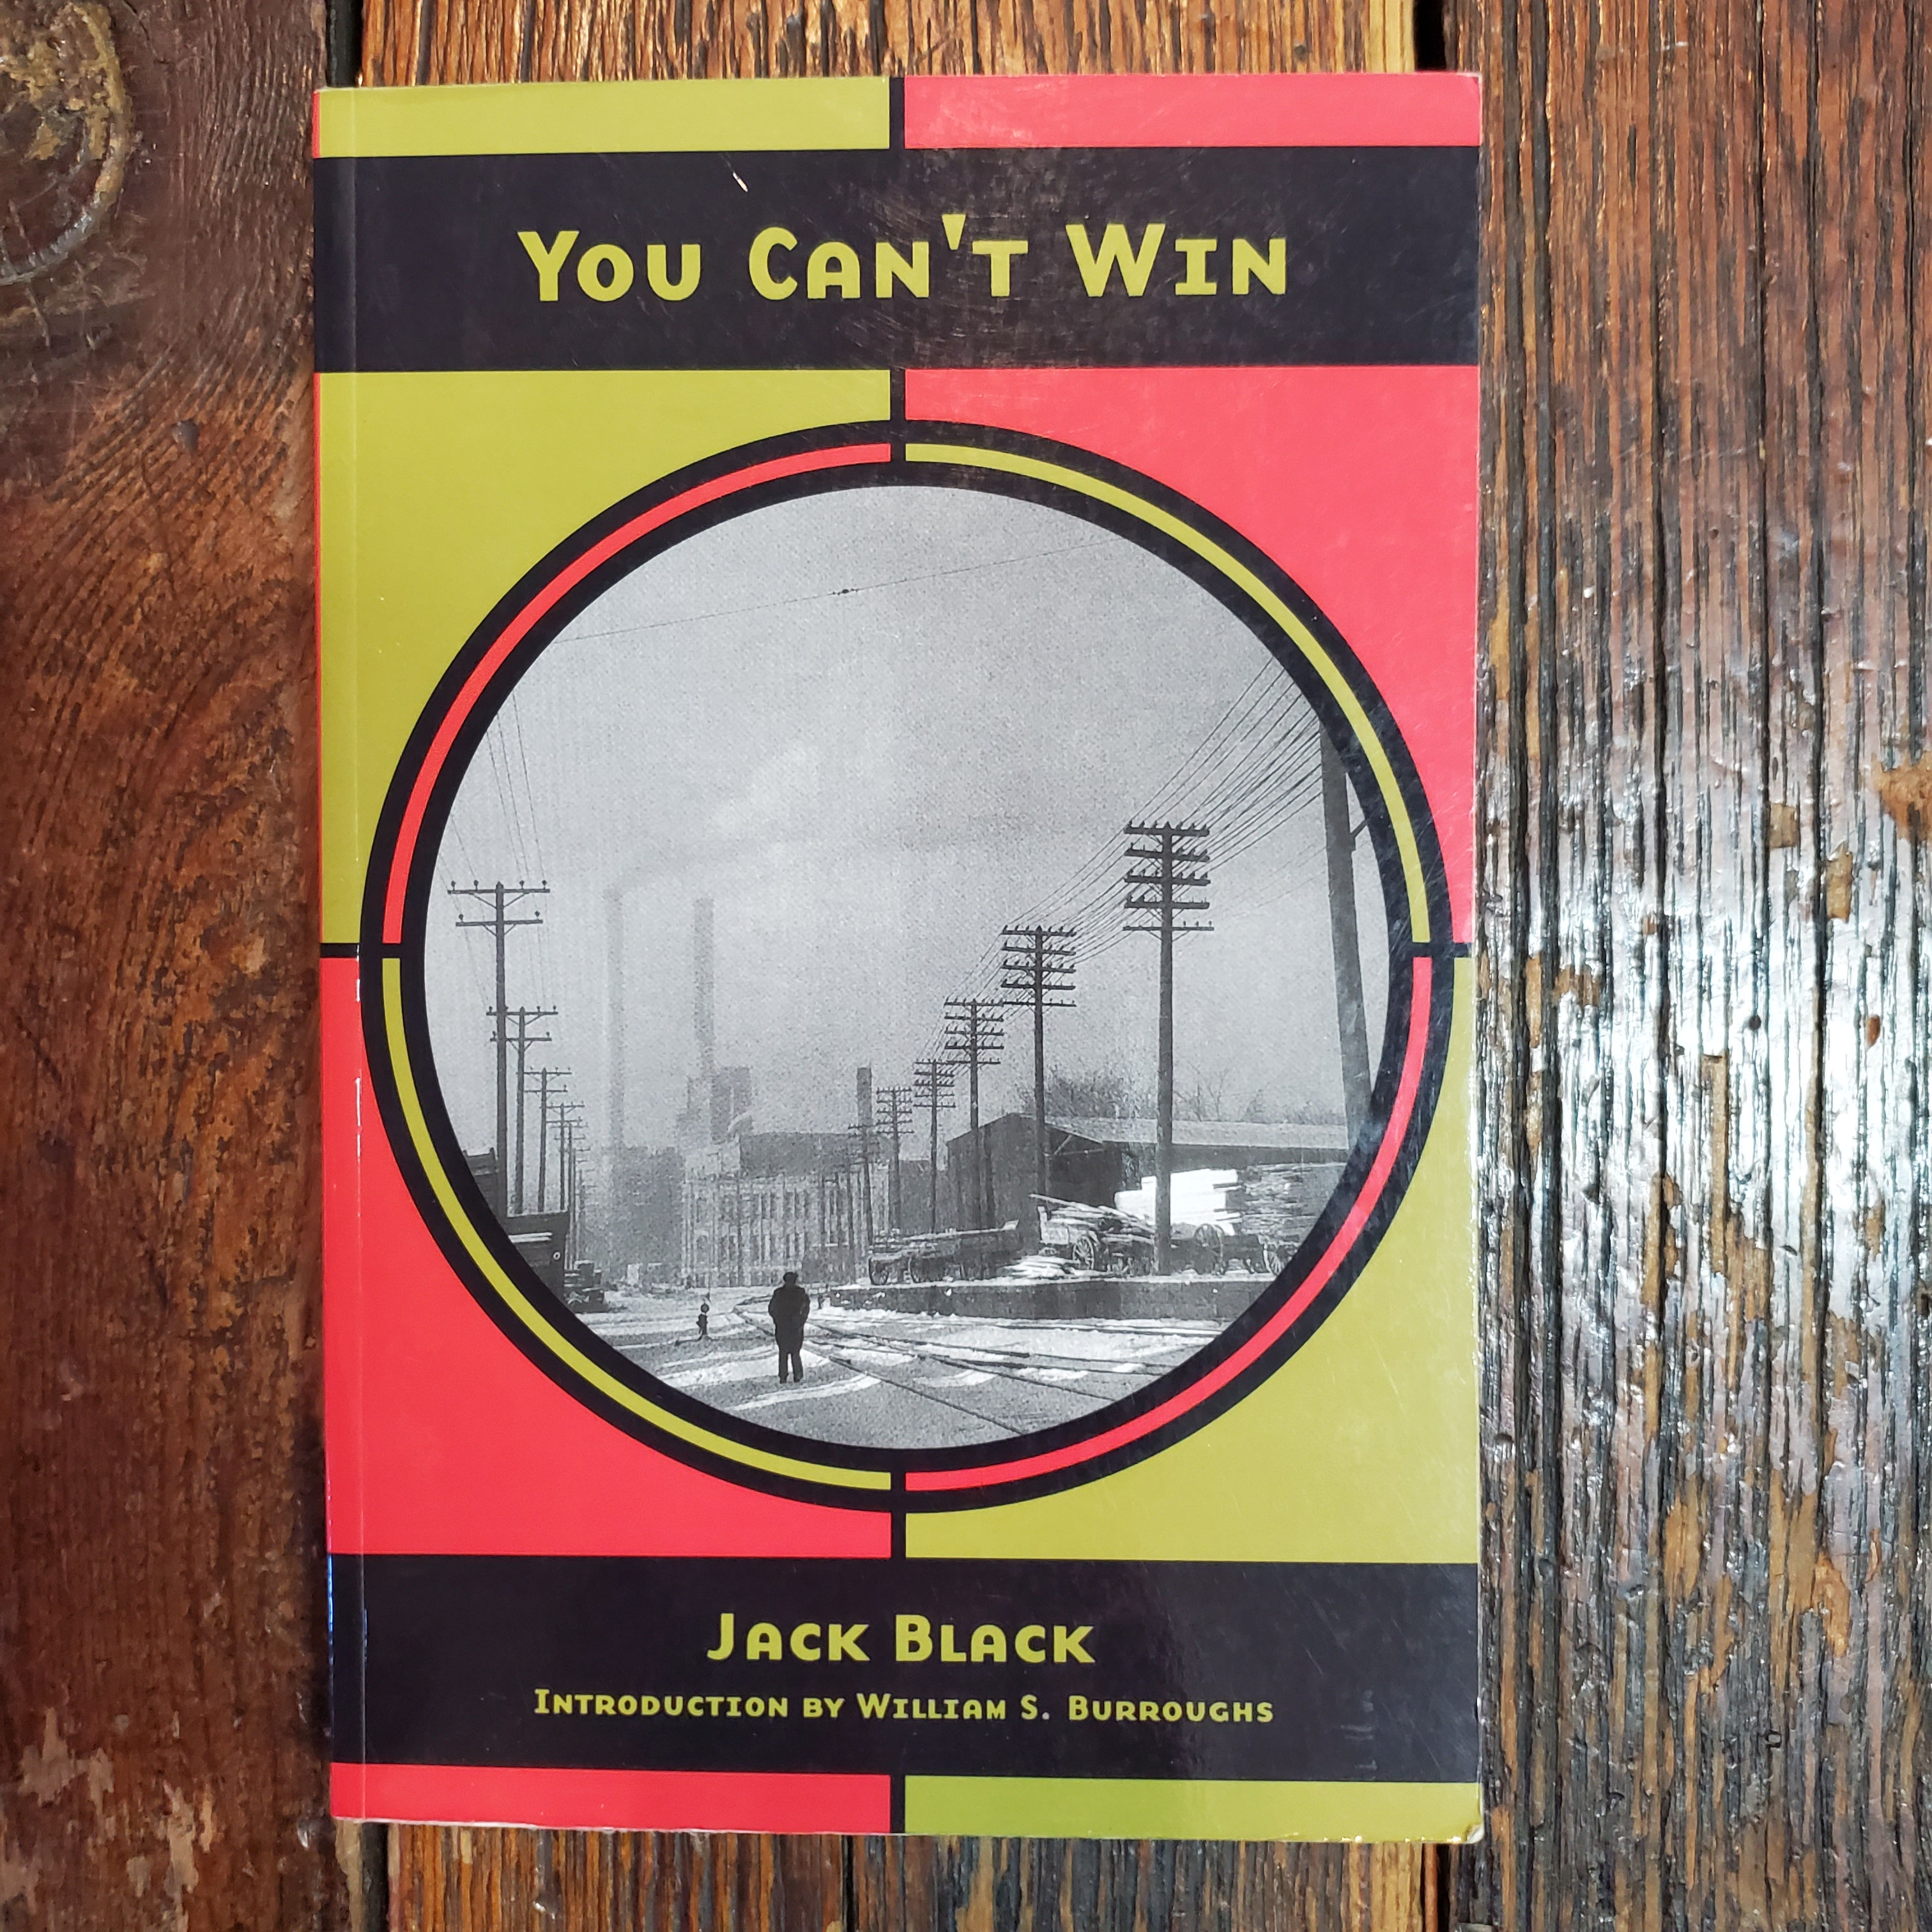 You Can't Win
Jack Black
Introduction by William S. Burroughs